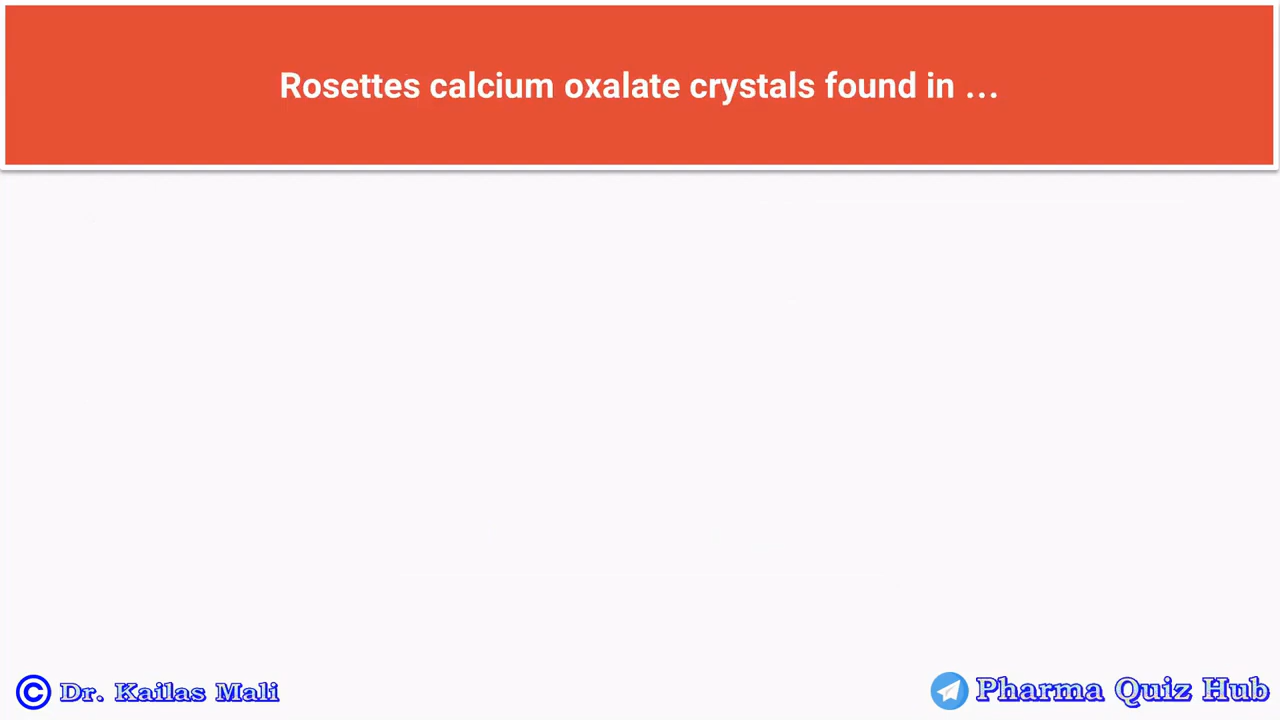 Rosettes calcium oxalate crystals found in ...
© Dr. Kailas Mali
Pharma Quiz Hub